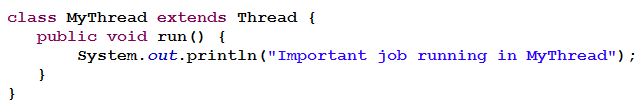 class MyThread extends Thread {
   public void run() {
      System.out.println("Important job running in MyThread");
   }
}